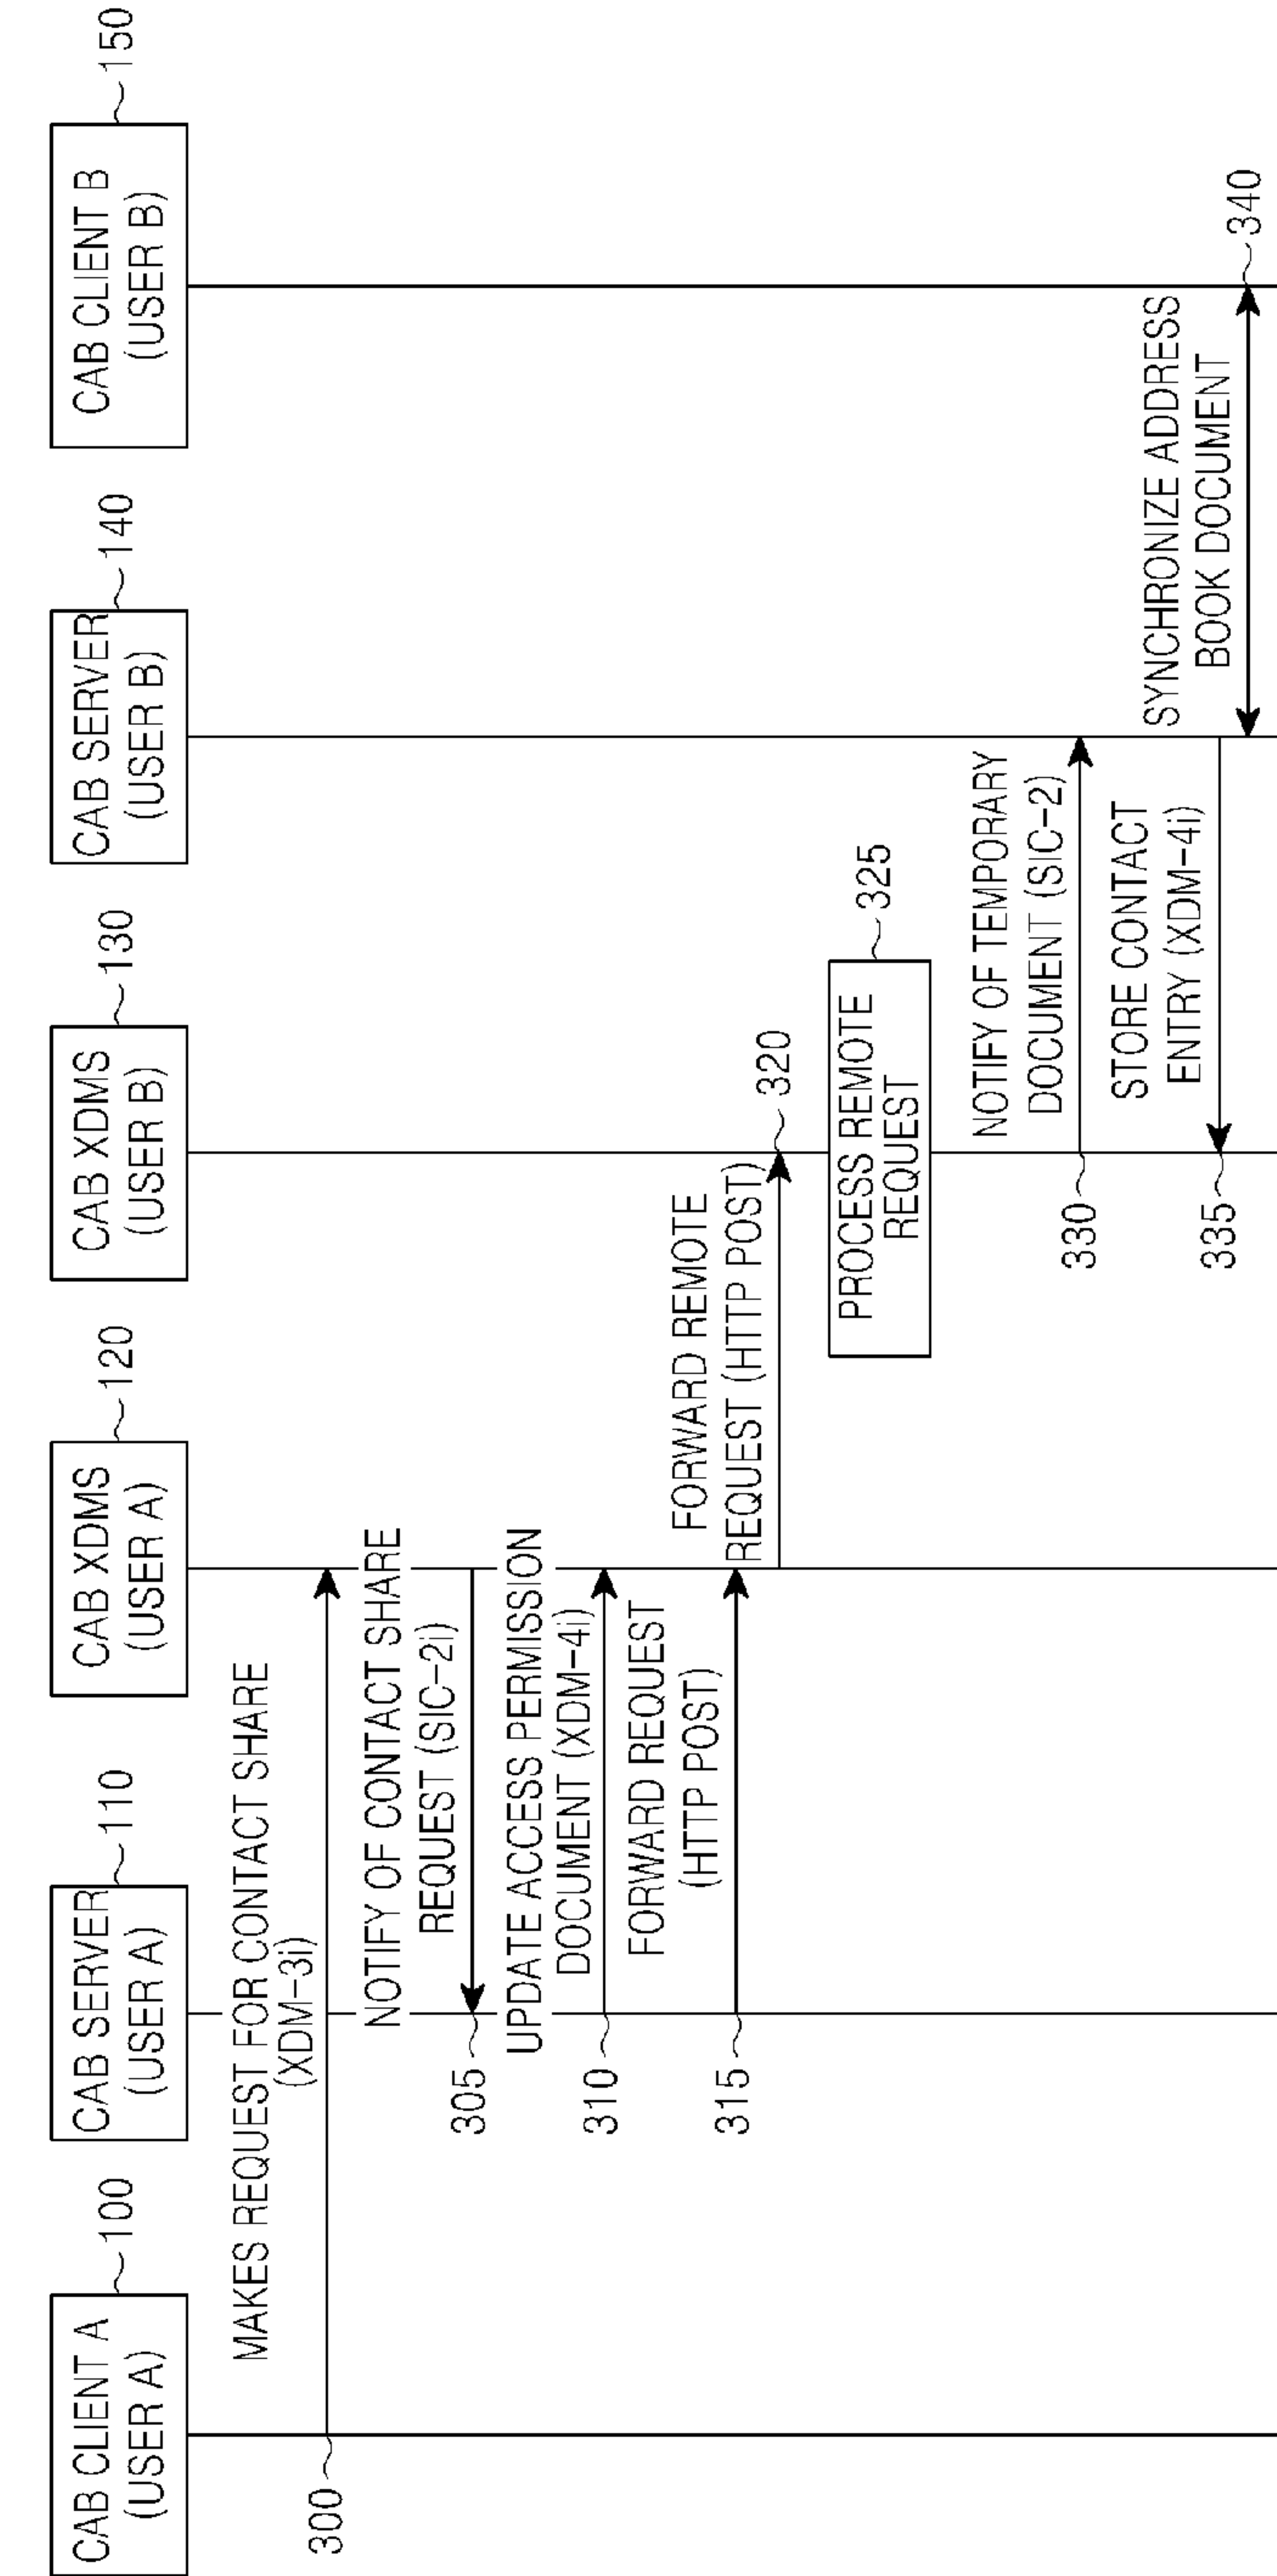 CAB CLIENT A
(USER A)
100
CAB SERVER
(USER A)
110
CAB XDMS
(USER A)
120
CAB XDMS
(USER B)
130
CAB SERVER
(USER B)
140
CAB CLIENT B
(USER B)
150
MAKES REQUEST FOR CONTACT SHARE
(XDM-3i)
300
NOTIFY OF CONTACT SHARE
REQUEST (SIC-2i)
305
UPDATE ACCESS PERMISSION
DOCUMENT (XDM-4i)
310
FORWARD REQUEST
(HTTP POST)
315
FORWARD REMOTE
REQUEST (HTTP POST)
320
PROCESS REMOTE
REQUEST
325
NOTIFY OF TEMPORARY
DOCUMENT (SIC-2)
330
STORE CONTACT
ENTRY (XDM-4i)
335
SYNCHRONIZE ADDRESS
BOOK DOCUMENT
340